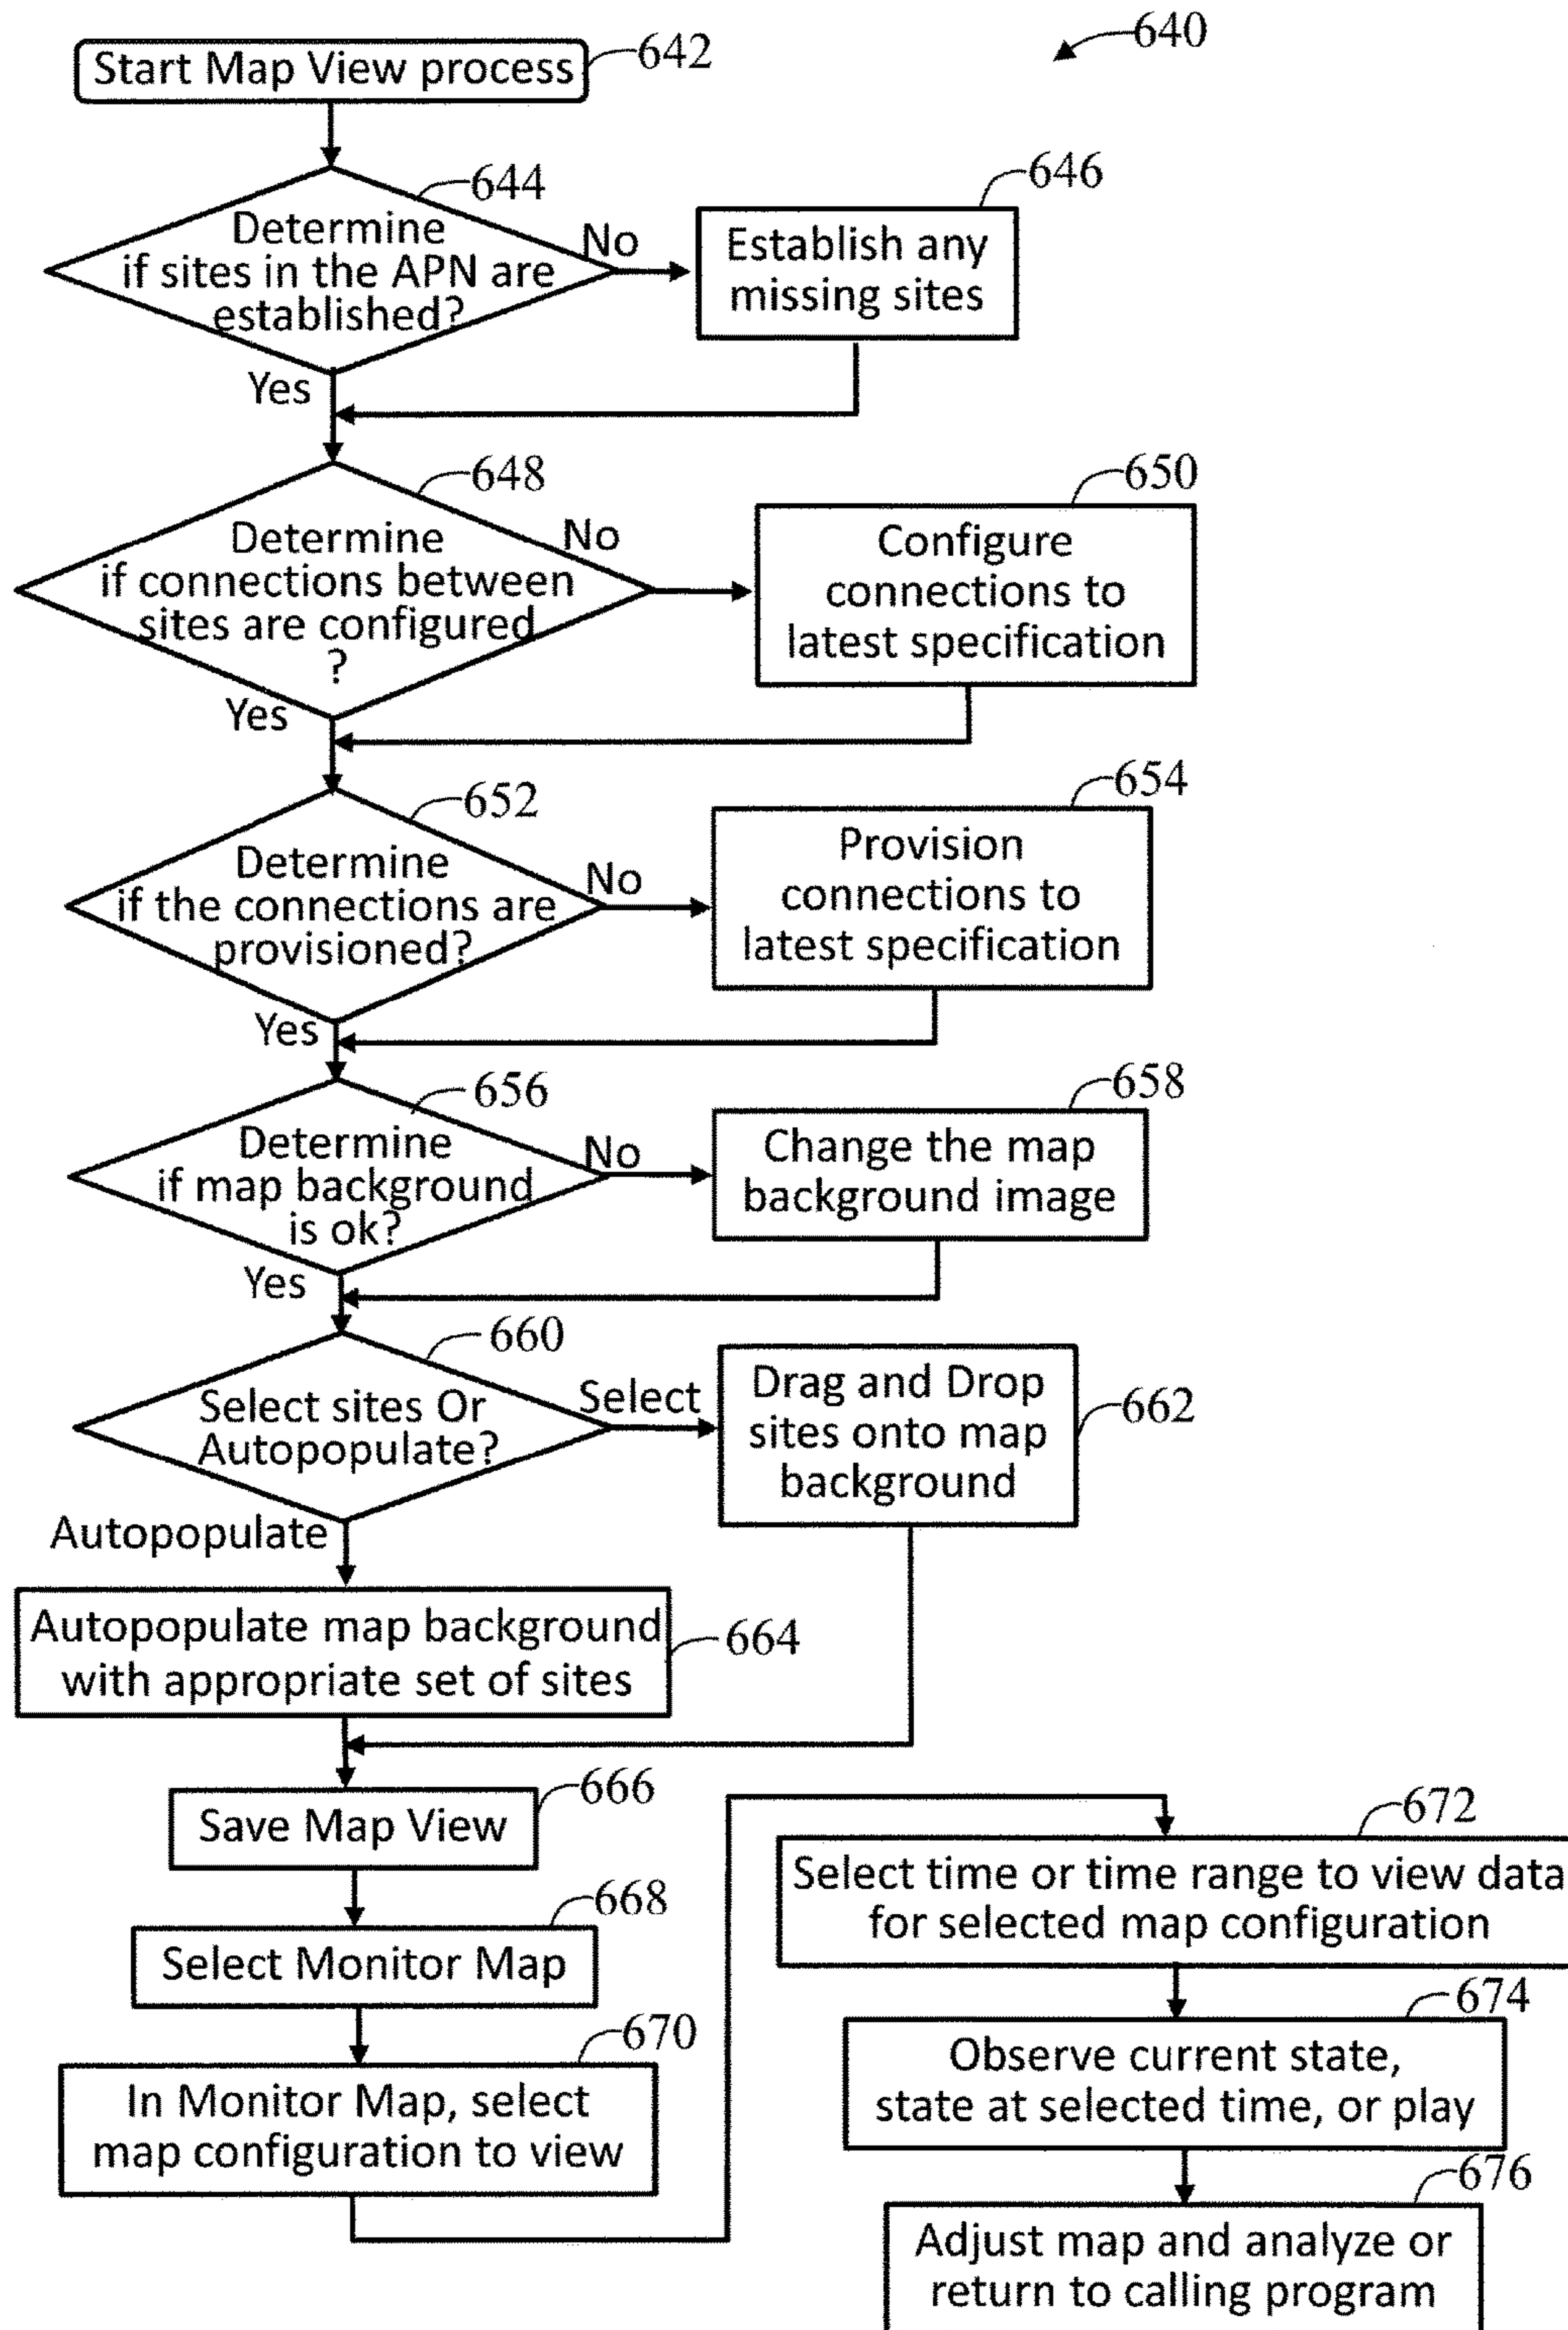 640
Start Map View process
642
644
Determine
if sites in the APN are
established?
No
646
Establish any
missing sites
Yes
648
Determine
if connections between
sites are configured
?
No
650
Configure
connections to
latest specification
Yes
652
Determine
if the connections are
provisioned?
No
654
Provision
connections to
latest specification
Yes
656
Determine
if map background
is ok?
No
658
Change the map
background image
Yes
660
Select sites Or
Autopopulate?
Select
Drag and Drop
sites onto map
background
662
Autopopulate
Autopopulate map background
with appropriate set of sites
664
Save Map View
666
668
Select Monitor Map
670
In Monitor Map, select
map configuration to view
672
Select time or time range to view data
for selected map configuration
674
Observe current state,
state at selected time, or play
676
Adjust map and analyze or
return to calling program